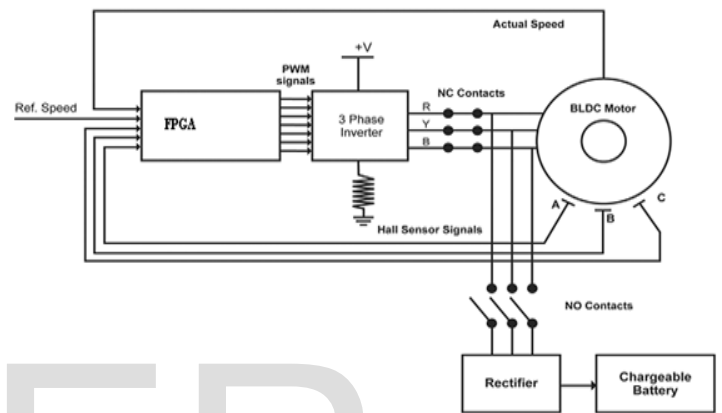 Actual Speed
+V
PWM
signals
NC Contacts
Ref. Speed
FPGA
3 Phase
Inverter
R
Y
B
BLDC Motor
A
B
C
Hall Sensor Signals
NO Contacts
Rectifier
Chargeable
Battery